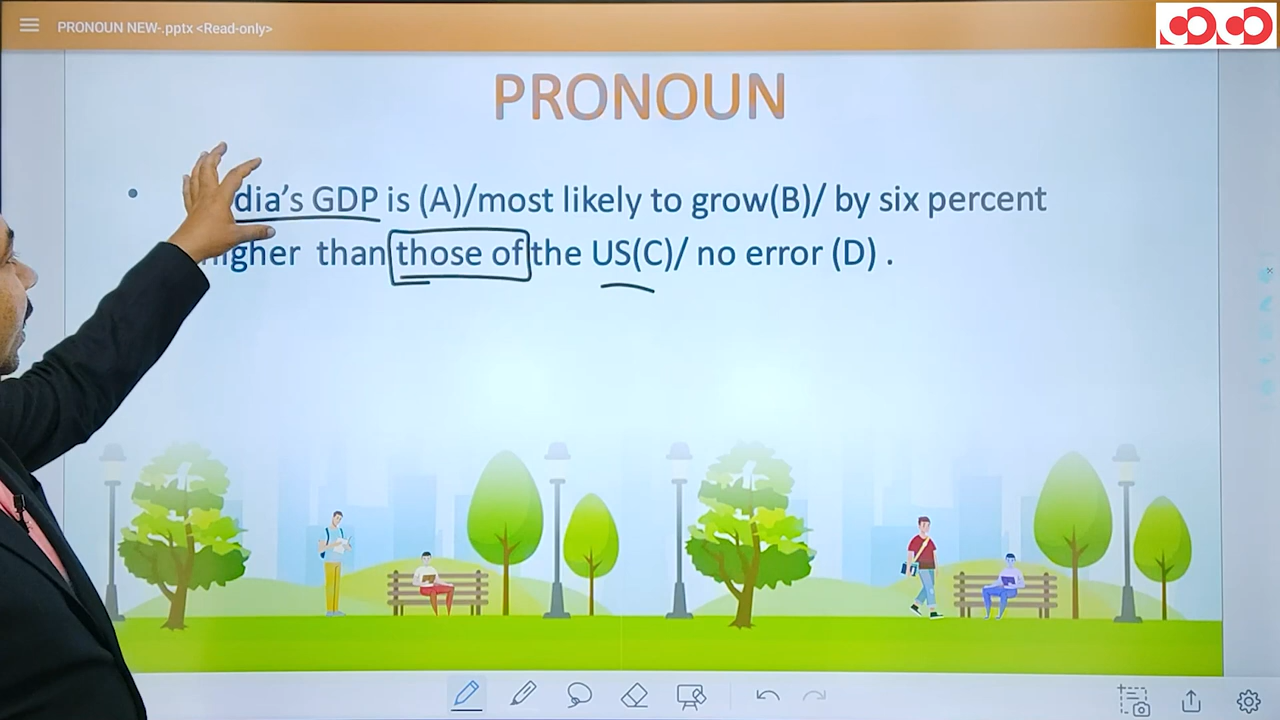 PRONOUN NEW-.pptx <Read-only>
PRONOUN
GDP is (A)/most likely to grow(B)/ by six percent
than those of the US(C)/ no error (D) .